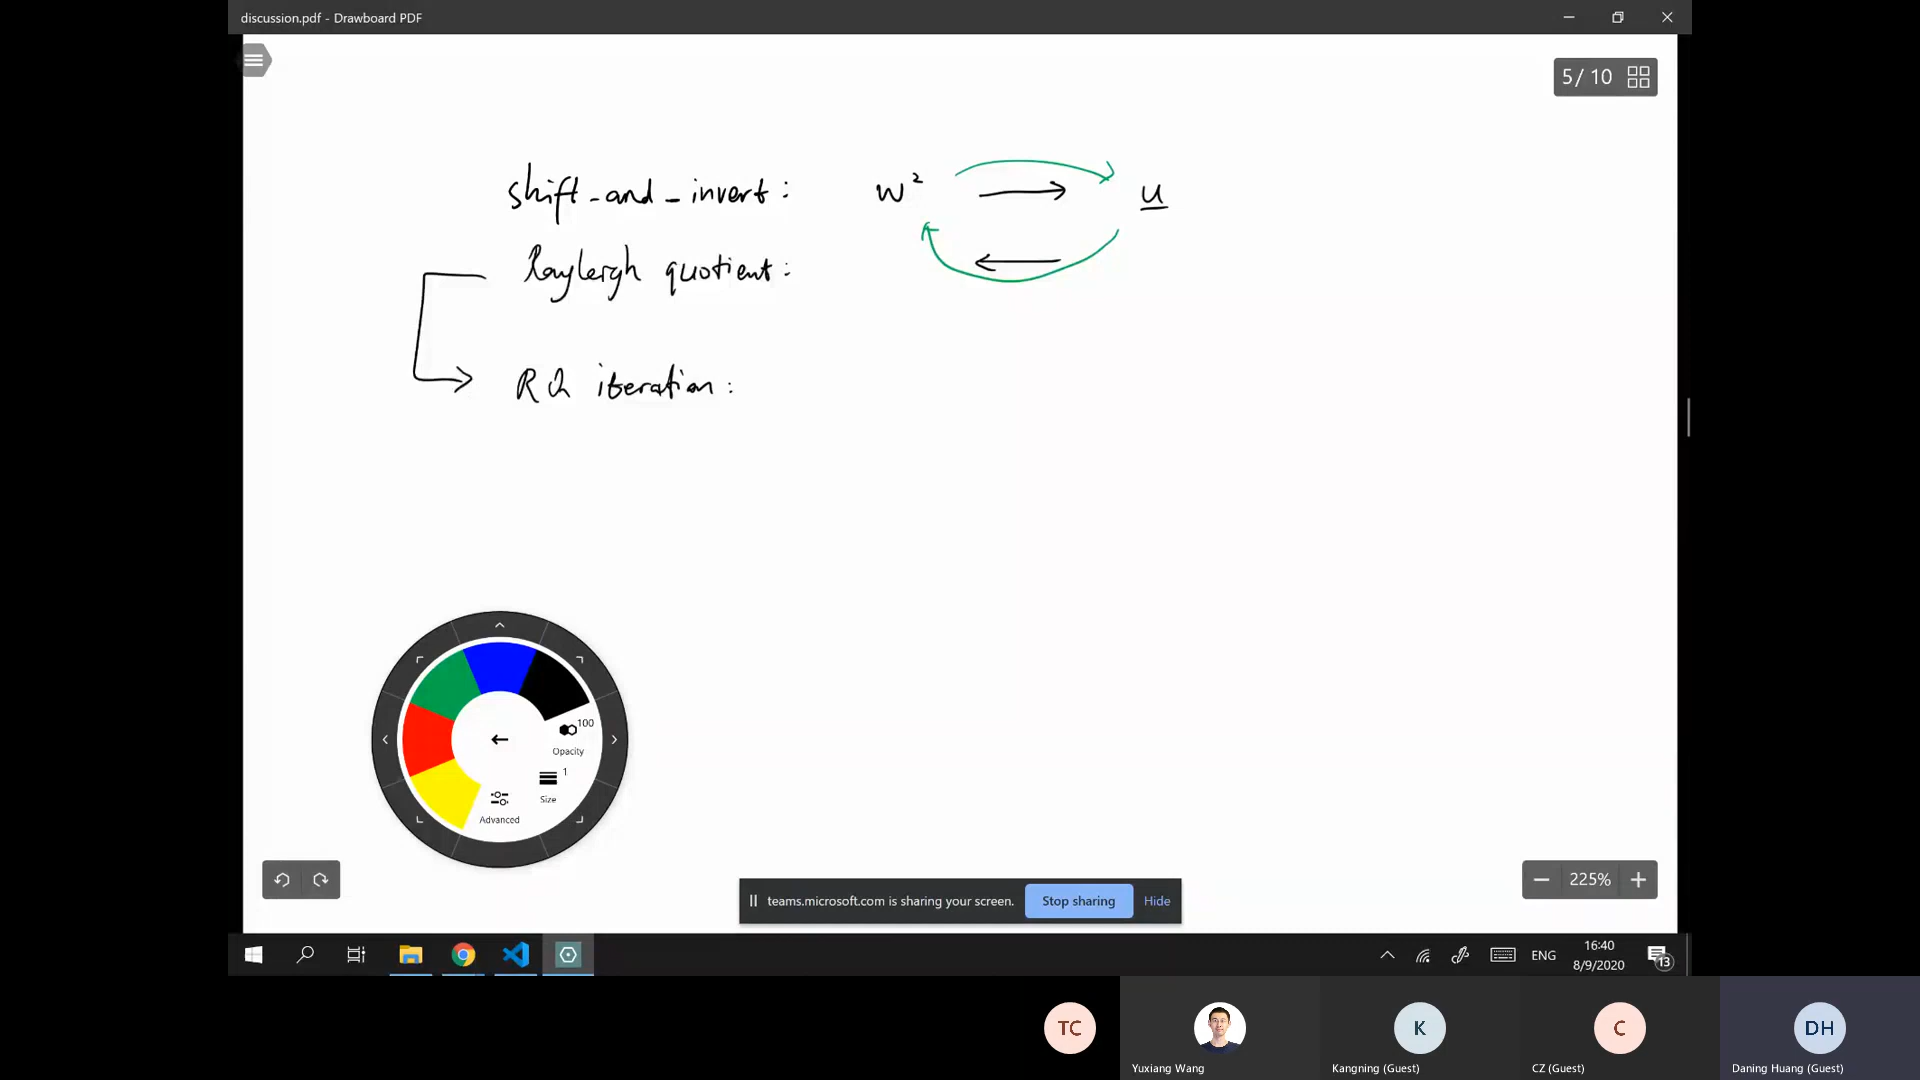 discussion.pdf - Drawboard PDF
5 / 10
shift-and-invert: w² → u
Rayleigh quotient: ←
RQ iteration:
100
Opacity
1
Size
Advanced
225%
teams.microsoft.com is sharing your screen. Stop sharing Hide
ENG
16:40
8/9/2020
13
TC
K
C
DH
Yuxiang Wang
Kangning (Guest)
CZ (Guest)
Daning Huang (Guest)